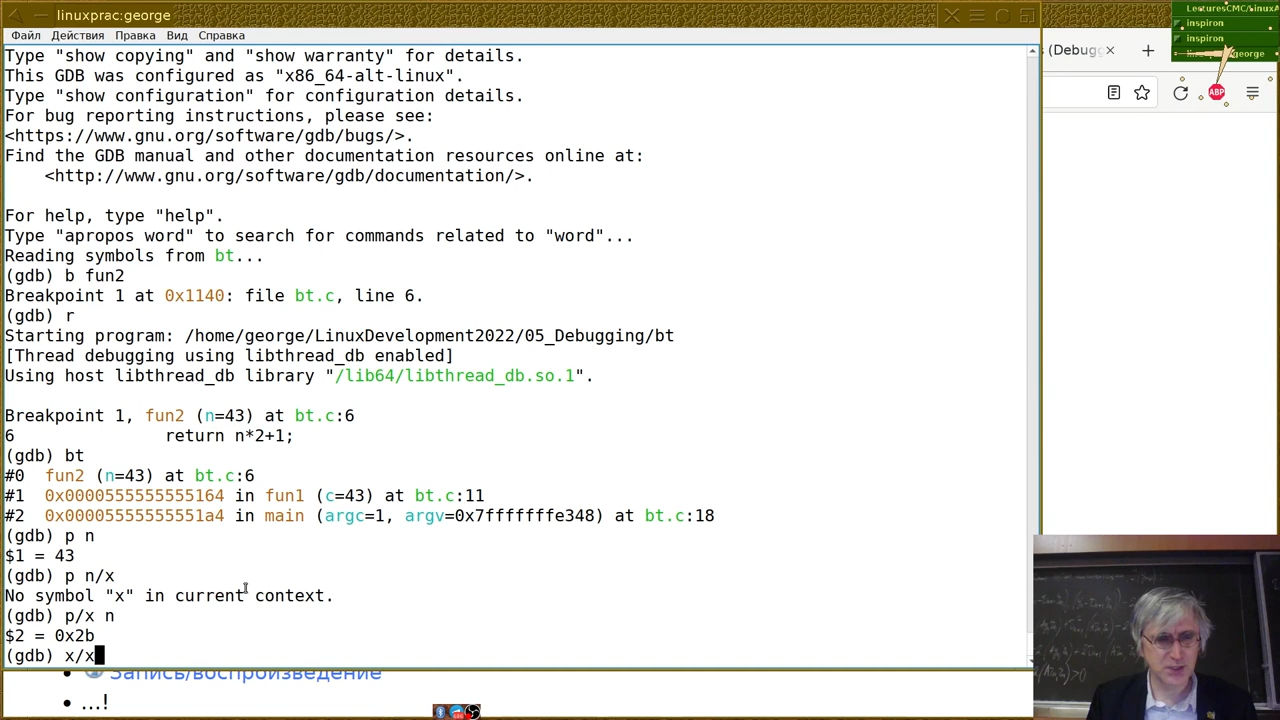 linuxprac:george
Файл Действия Правка Вид Справка
Type "show copying" and "show warranty" for details.
This GDB was configured as "x86_64-alt-linux".
Type "show configuration" for configuration details.
For bug reporting instructions, please see:
<https://www.gnu.org/software/gdb/bugs/>.
Find the GDB manual and other documentation resources online at:
<http://www.gnu.org/software/gdb/documentation/>.
For help, type "help".
Type "apropos word" to search for commands related to "word"...
Reading symbols from bt...
(gdb) b fun2
Breakpoint 1 at 0x1140: file bt.c, line 6.
(gdb) r
Starting program: /home/george/LinuxDevelopment2022/05_Debugging/bt
[Thread debugging using libthread_db enabled]
Using host libthread_db library "/lib64/libthread_db.so.1".
Breakpoint 1, fun2 (n=43) at bt.c:6
6 return n*2+1;
(gdb) bt
#0 fun2 (n=43) at bt.c:6
#1 0x0000555555555164 in fun1 (c=43) at bt.c:11
#2 0x00005555555551a4 in main (argc=1, argv=0x7fffffffe348) at bt.c:18
(gdb) p n
$1 = 43
(gdb) p n/x
No symbol "x" in current context.
(gdb) p/x n
$2 = 0x2b
(gdb) x/x
Запись/воспроизведение
...!
LecturesCMC/LinuxA
inspiron
inspiron
george
(Debugg
ABP